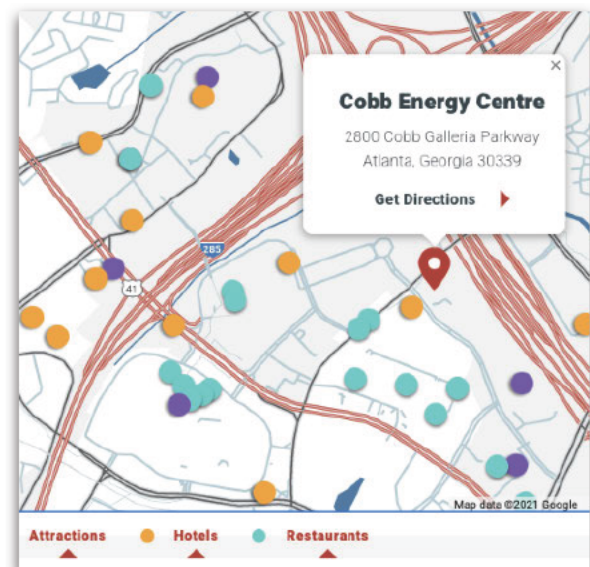 Cobb Energy Centre
2800 Cobb Galleria Parkway
Atlanta, Georgia 30339
Get Directions
285
41
Map data ©2021 Google
Attractions Hotels Restaurants